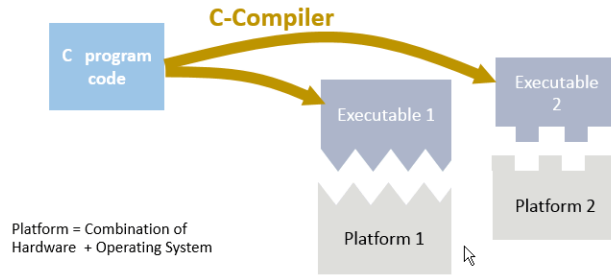 C-Compiler
C program
code
Executable 1
Executable
2
Platform 1
Platform 2
Platform = Combination of
Hardware + Operating System